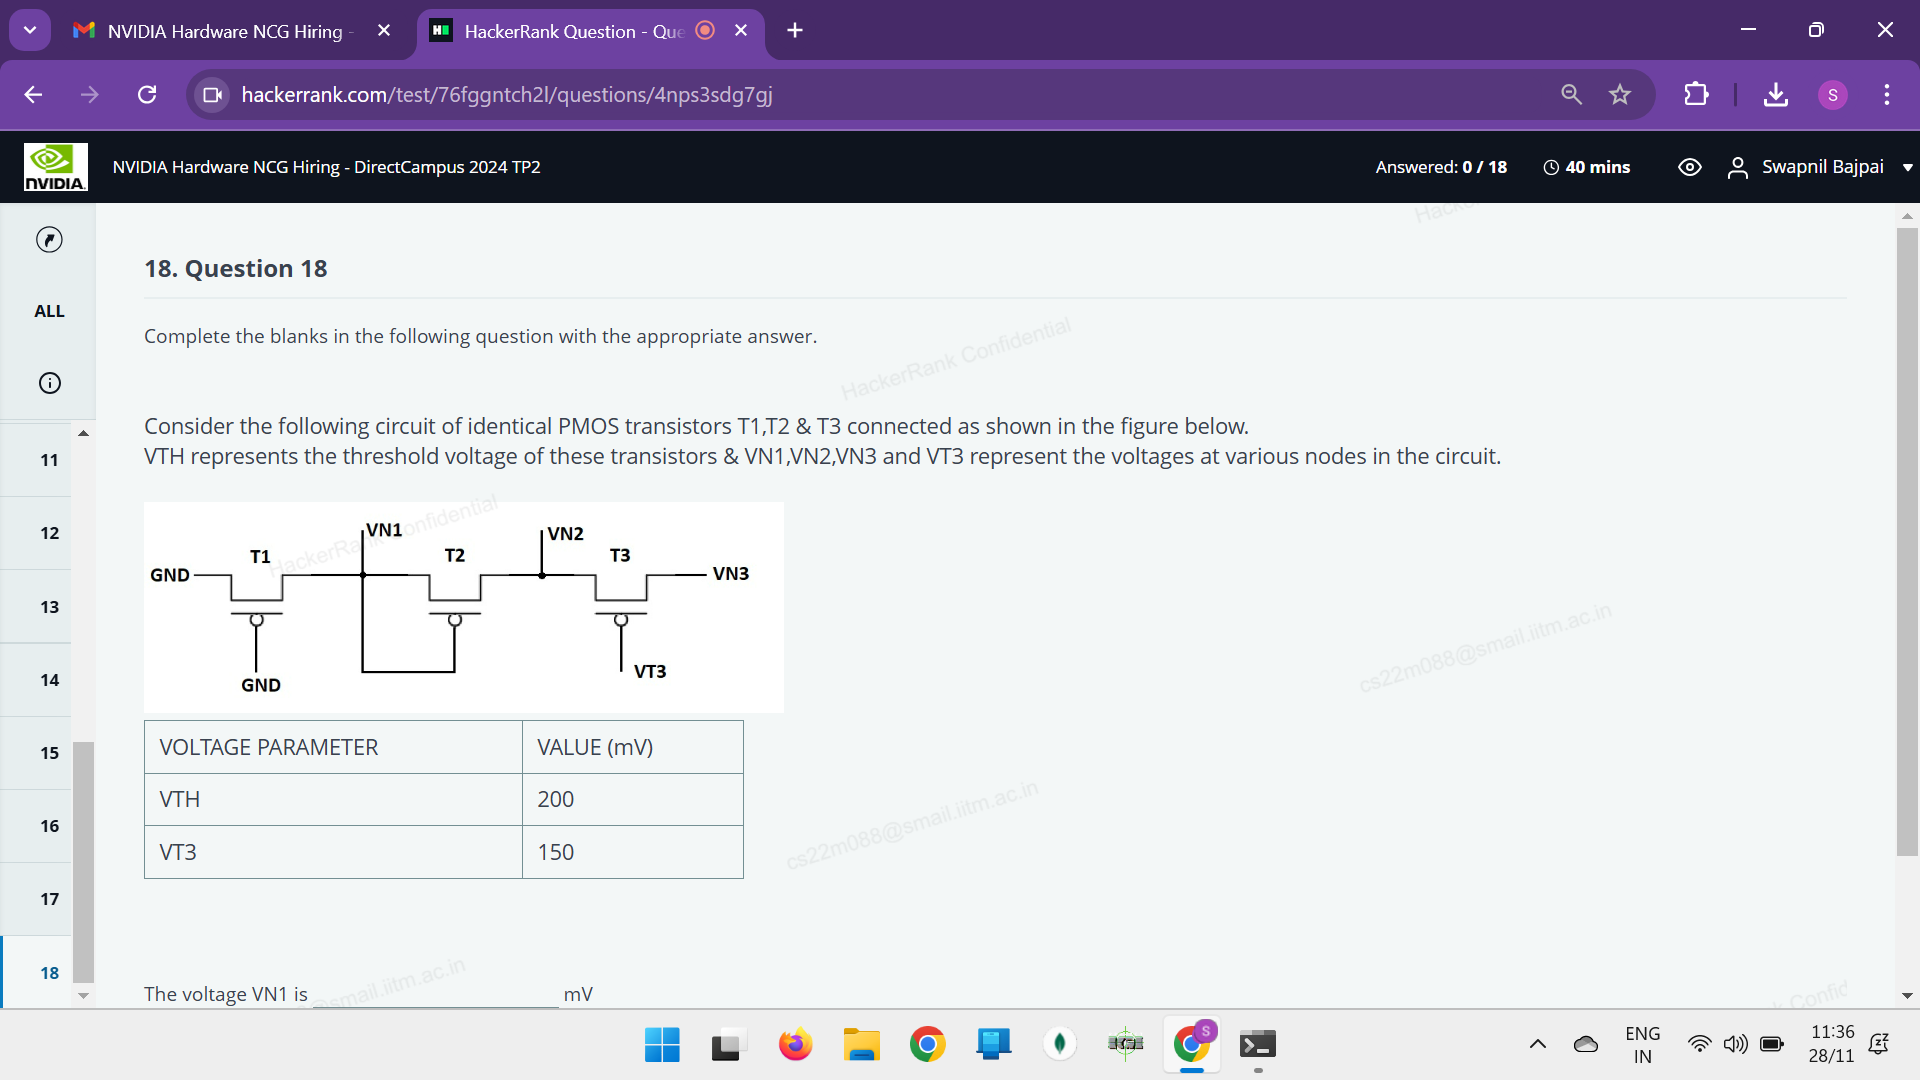 NVIDIA Hardware NCG Hiring -
HackerRank Question - Que
hackerrank.com/test/76fggntch2l/questions/4nps3sdg7gj
S
NVIDIA
NVIDIA Hardware NCG Hiring - DirectCampus 2024 TP2
Answered: 0 / 18
40 mins
Swapnil Bajpai
ALL
11
12
13
14
15
16
17
18
18. Question 18
Complete the blanks in the following question with the appropriate answer.
HackerRank Confidential
Consider the following circuit of identical PMOS transistors T1,T2 & T3 connected as shown in the figure below.
VTH represents the threshold voltage of these transistors & VN1,VN2,VN3 and VT3 represent the voltages at various nodes in the circuit.
VN1
VN2
T1
T2
T3
GND
VN3
GND
VT3
cs22m088@smail.iitm.ac.in
VOLTAGE PARAMETER VALUE (mV)
VTH 200
VT3 150
cs22m088@smail.iitm.ac.in
The voltage VN1 is mV
S
ENG
IN
11:36
28/11